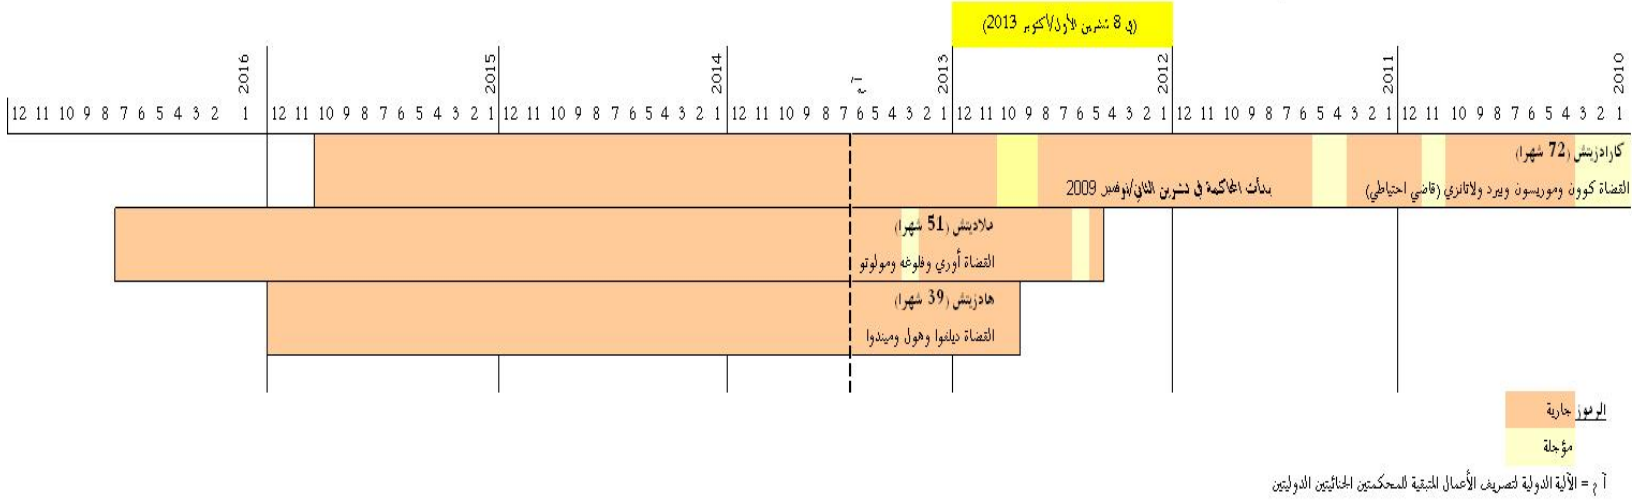 (في 8 تشرين الأول/أكتوبر 2013)
2010 2011 2012 2013 آ م 2014 2015 2016
1 2 3 4 5 6 7 8 9 10 11 12 1 2 3 4 5 6 7 8 9 10 11 12 1 2 3 4 5 6 7 8 9 10 11 12 1 2 3 4 5 6 7 8 9 10 11 12 1 2 3 4 5 6 7 8 9 10 11 12 1 2 3 4 5 6 7 8 9 10 11 12 1 2 3 4 5 6 7 8 9 10 11 12
كارادزيتش (72 شهرا)
القضاة كوون وموريسون وبيرد ولاتانزي (قاضي احتياطي) بدأت المحاكمة في تشرين الثاني/نوفمبر 2009
ملاديتش (51 شهرا)
القضاة أوري وفلوغه ومولوتو
هادزيتش (39 شهرا)
القضاة ديلفوا وهول وميندوا
الرموز جارية
مؤجلة
آ م = الآلية الدولية لتصريف الأعمال المتبقية للمحكمتين الجنائيتين الدوليتين